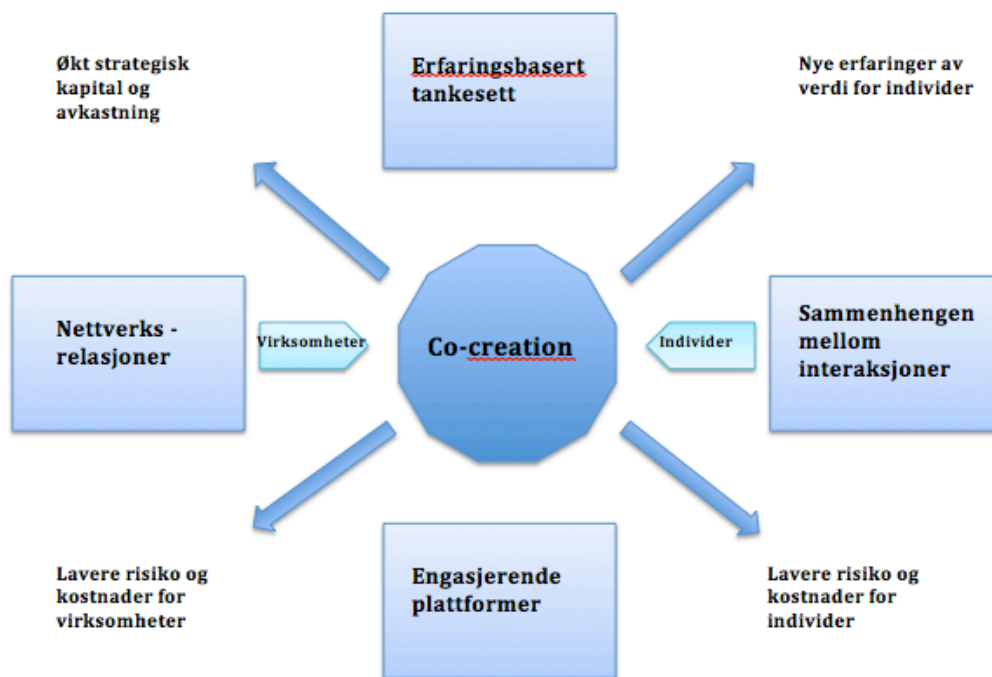 Økt strategisk
kapital og
avkastning
Erfaringsbasert
tankesett
Nye erfaringer av
verdi for individer
Nettverks -
relasjoner
Virksomheter
Co-creation
Individer
Sammenhengen
mellom
interaksjoner
Lavere risiko og
kostnader for
virksomheter
Engasjerende
plattformer
Lavere risiko og
kostnader for
individer